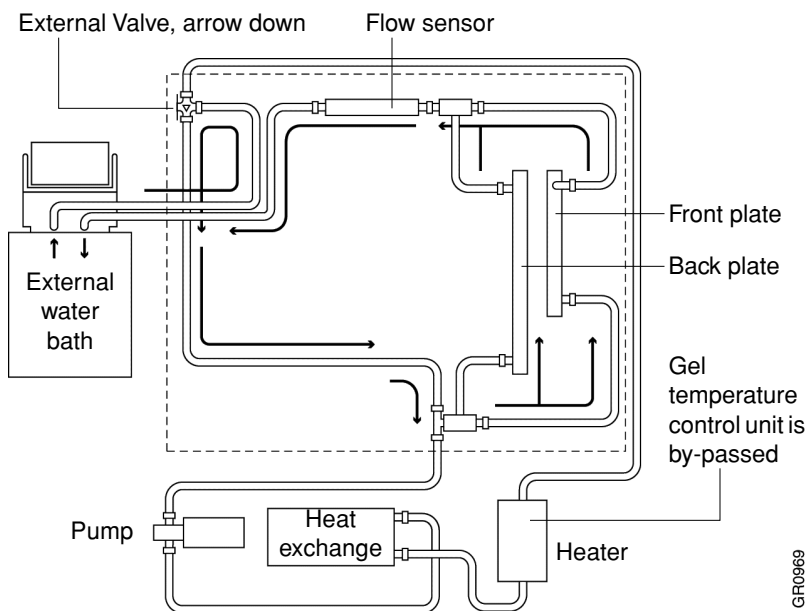 External Valve, arrow down
Flow sensor
Front plate
Back plate
External
water
bath
Gel
temperature
control unit is
by-passed
Pump
Heat
exchange
Heater
GR0969